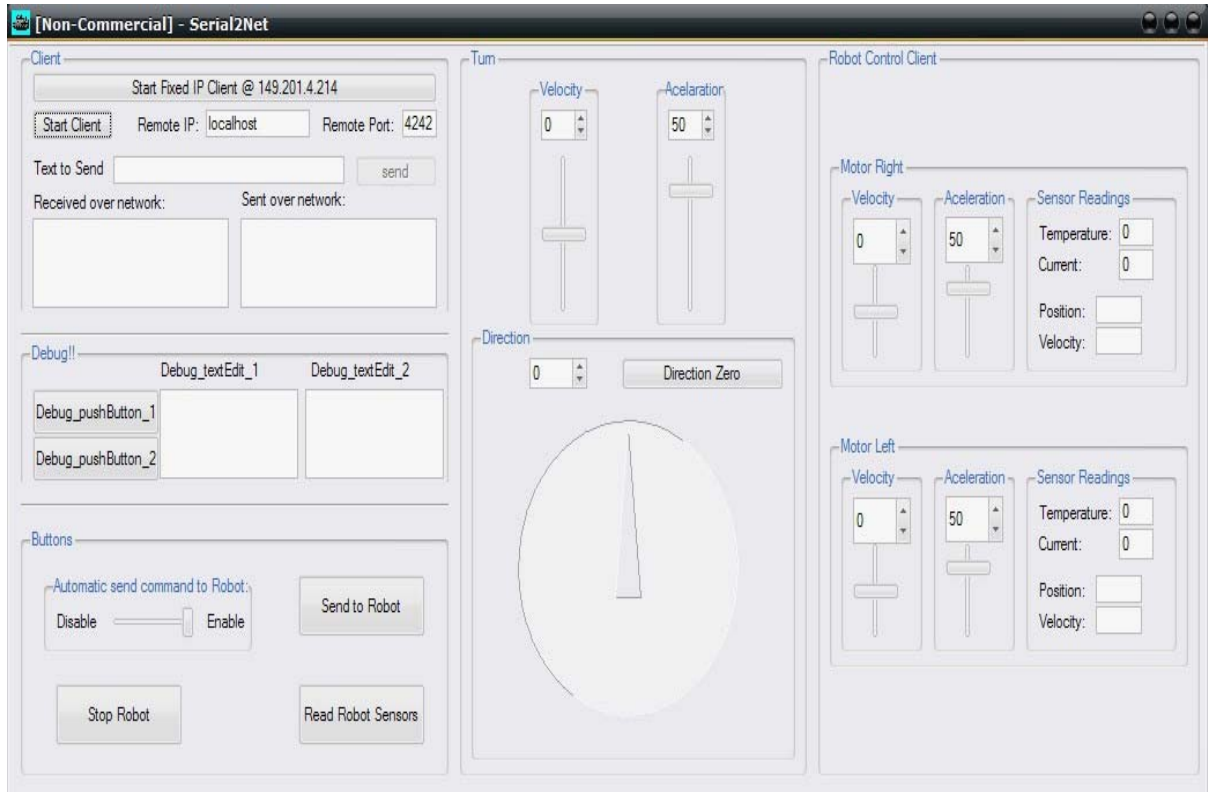 [Non-Commercial] - Serial2Net
Client
Start Fixed IP Client @ 149.201.4.214
Start Client Remote IP: localhost Remote Port: 4242
Text to Send send
Received over network: Sent over network:
Debug!!
Debug_textEdit_1 Debug_textEdit_2
Debug_pushButton_1
Debug_pushButton_2
Buttons
Automatic send command to Robot:
Disable Enable
Send to Robot
Stop Robot
Read Robot Sensors
Turn
Velocity Acelaration
0 50
Direction
0 Direction Zero
Robot Control Client
Motor Right
Velocity Aceleration Sensor Readings
0 50
Temperature: 0
Current: 0
Position:
Velocity:
Motor Left
Velocity Aceleration Sensor Readings
0 50
Temperature: 0
Current: 0
Position:
Velocity: